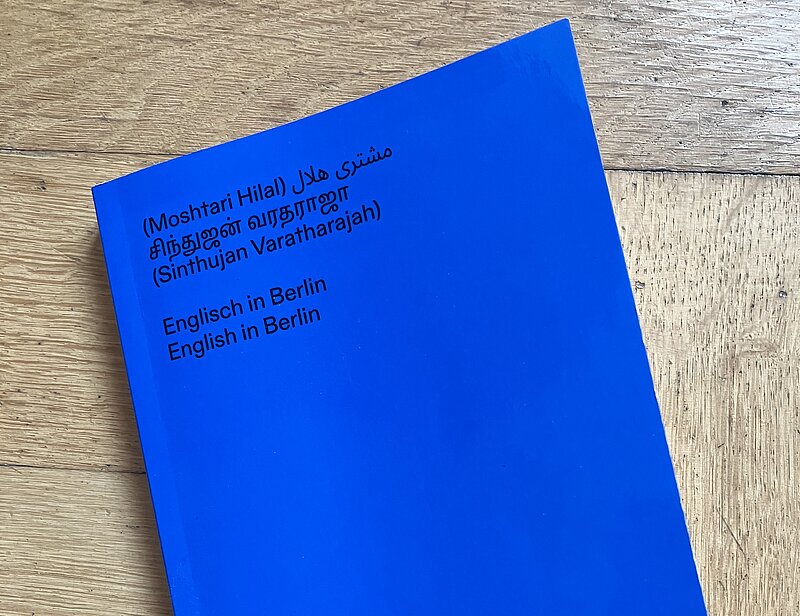 (Moshtari Hilal) مشتری هلال
சிந்துஜன் வரதராஜா
(Sinthujan Varatharajah)
Englisch in Berlin
English in Berlin